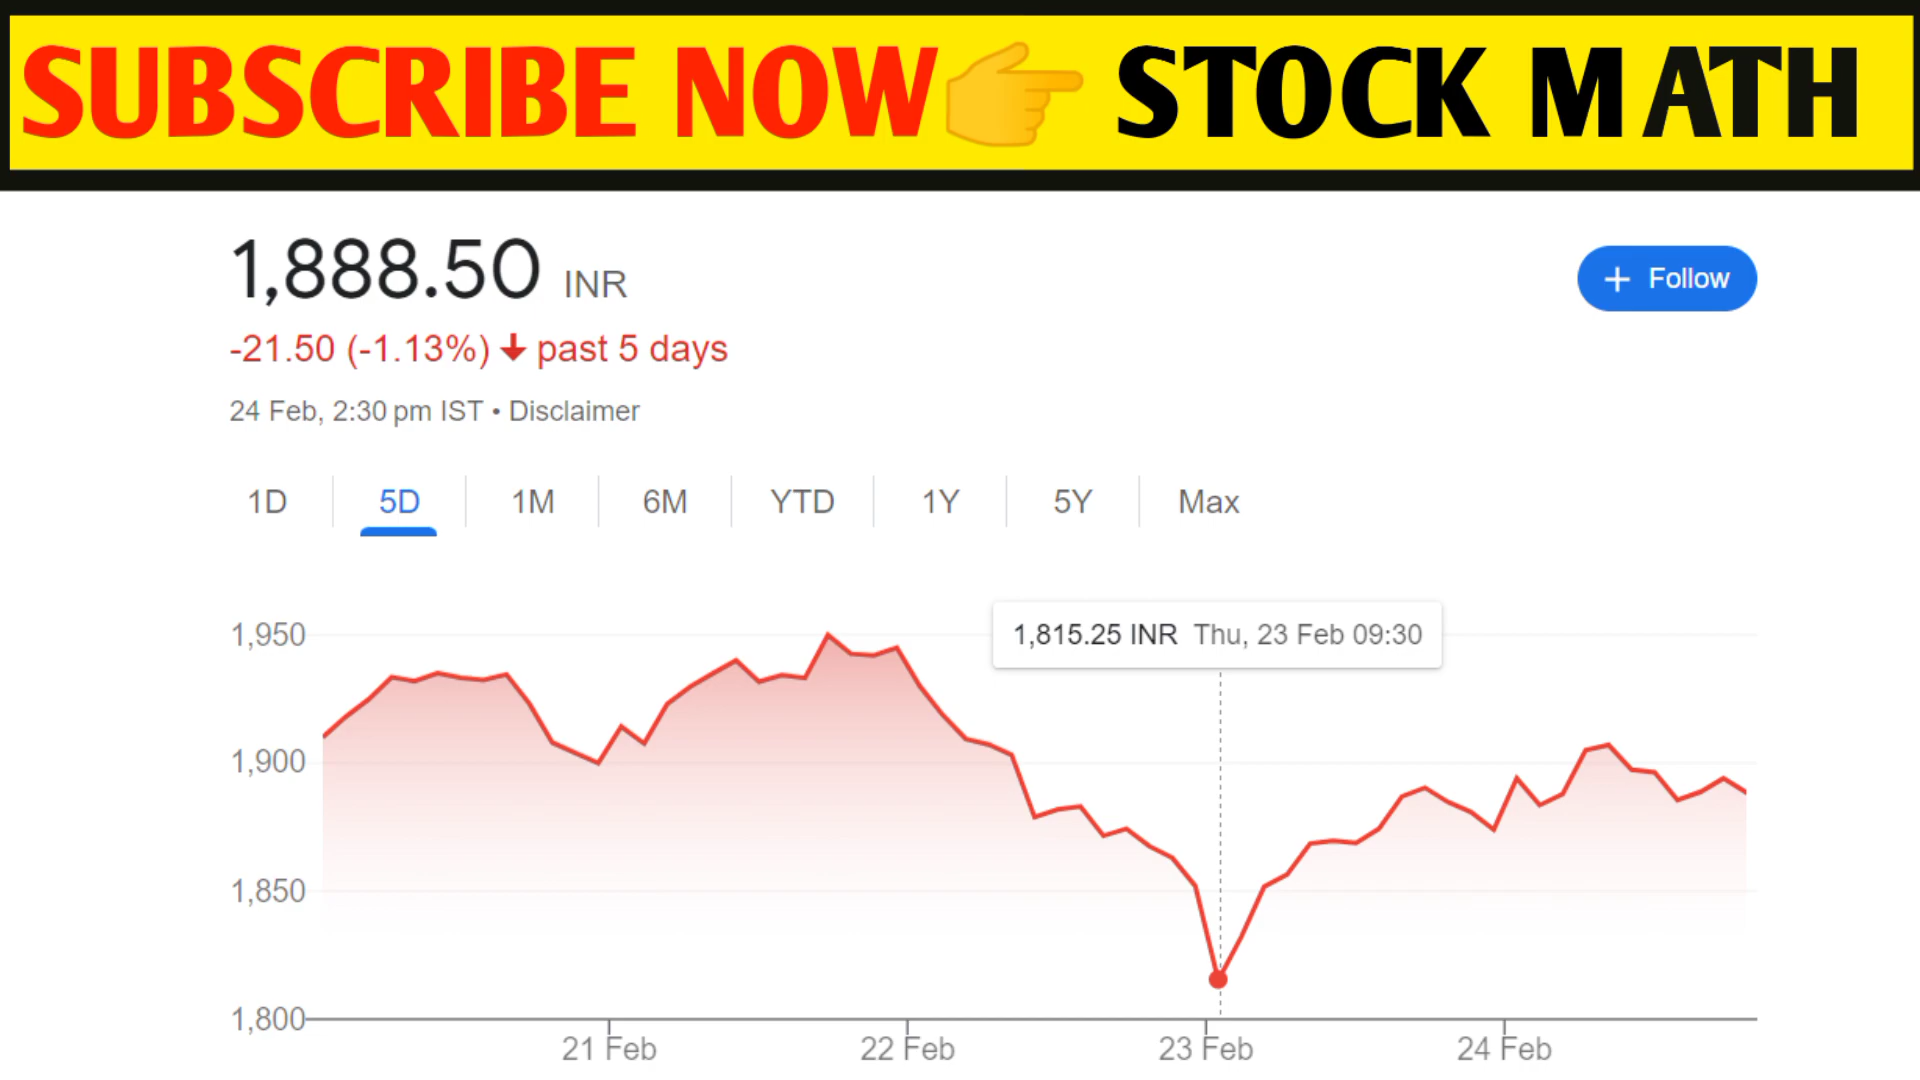 SUBSCRIBE NOW👉 STOCK MATH
1,888.50 INR
+ Follow
-21.50 (-1.13%) ↓ past 5 days
24 Feb, 2:30 pm IST • Disclaimer
1D 5D 1M 6M YTD 1Y 5Y Max
1,815.25 INR Thu, 23 Feb 09:30
1,950
1,900
1,850
1,800
21 Feb 22 Feb 23 Feb 24 Feb